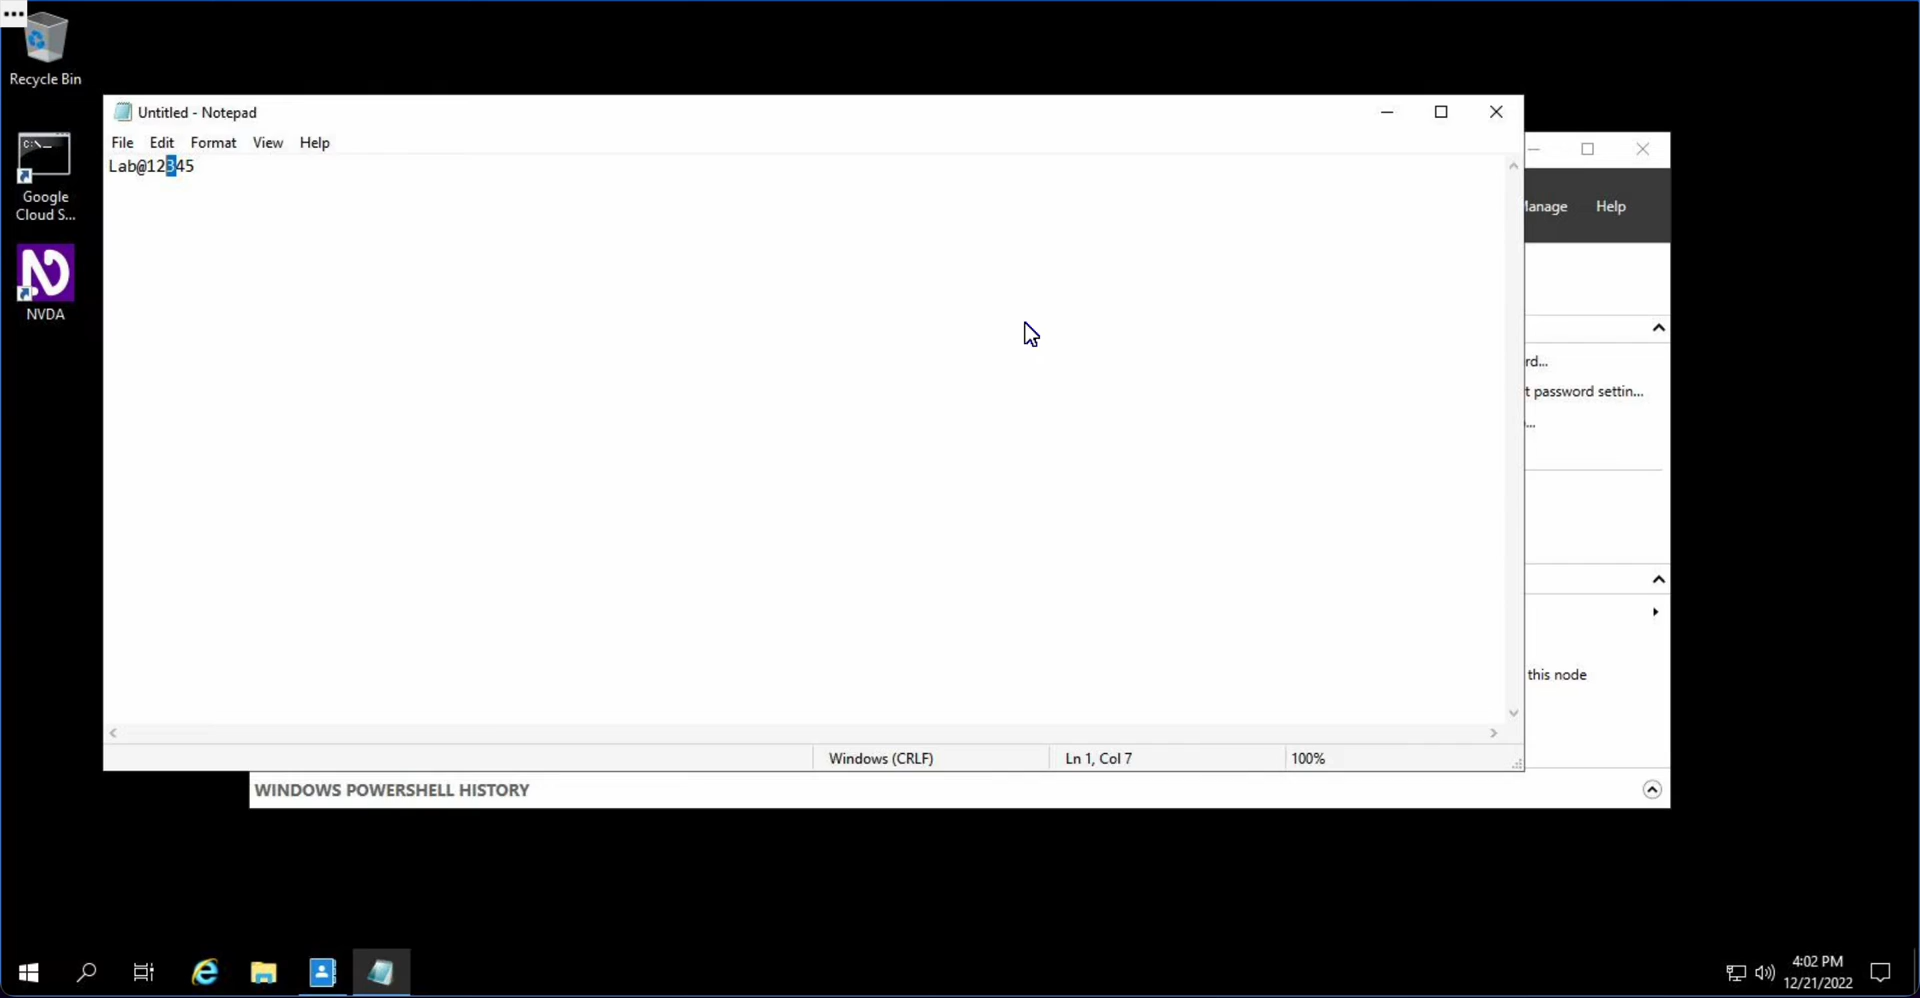 Recycle Bin
Untitled - Notepad
File Edit Format View Help
Lab@12345
Google
Cloud S...
NVDA
Manage Help
rd...
t password settin...
this node
Windows (CRLF) Ln 1, Col 7 100%
WINDOWS POWERSHELL HISTORY
4:02 PM
12/21/2022